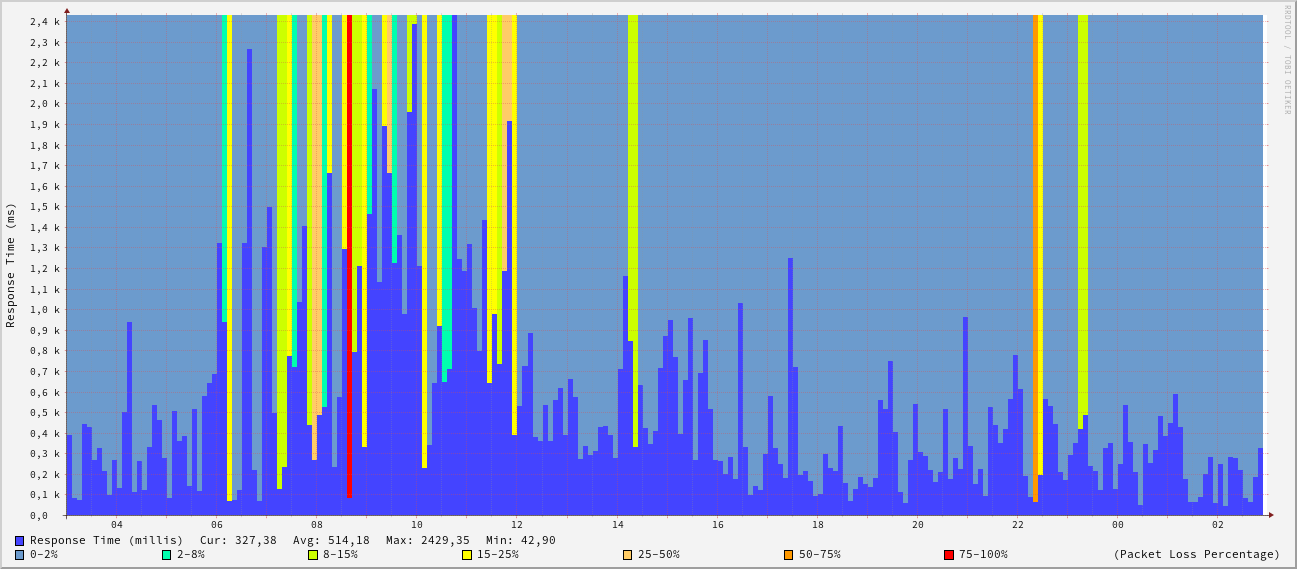 RRDTOOL / TOBI OETIKER
Response Time (ms)
2,4 k
2,3 k
2,2 k
2,1 k
2,0 k
1,9 k
1,8 k
1,7 k
1,6 k
1,5 k
1,4 k
1,3 k
1,2 k
1,1 k
1,0 k
0,9 k
0,8 k
0,7 k
0,6 k
0,5 k
0,4 k
0,3 k
0,2 k
0,1 k
0,0
04 06 08 10 12 14 16 18 20 22 00 02
Response Time (millis) Cur: 327,38 Avg: 514,18 Max: 2429,35 Min: 42,90
0-2% 2-8% 8-15% 15-25% 25-50% 50-75% 75-100% (Packet Loss Percentage)